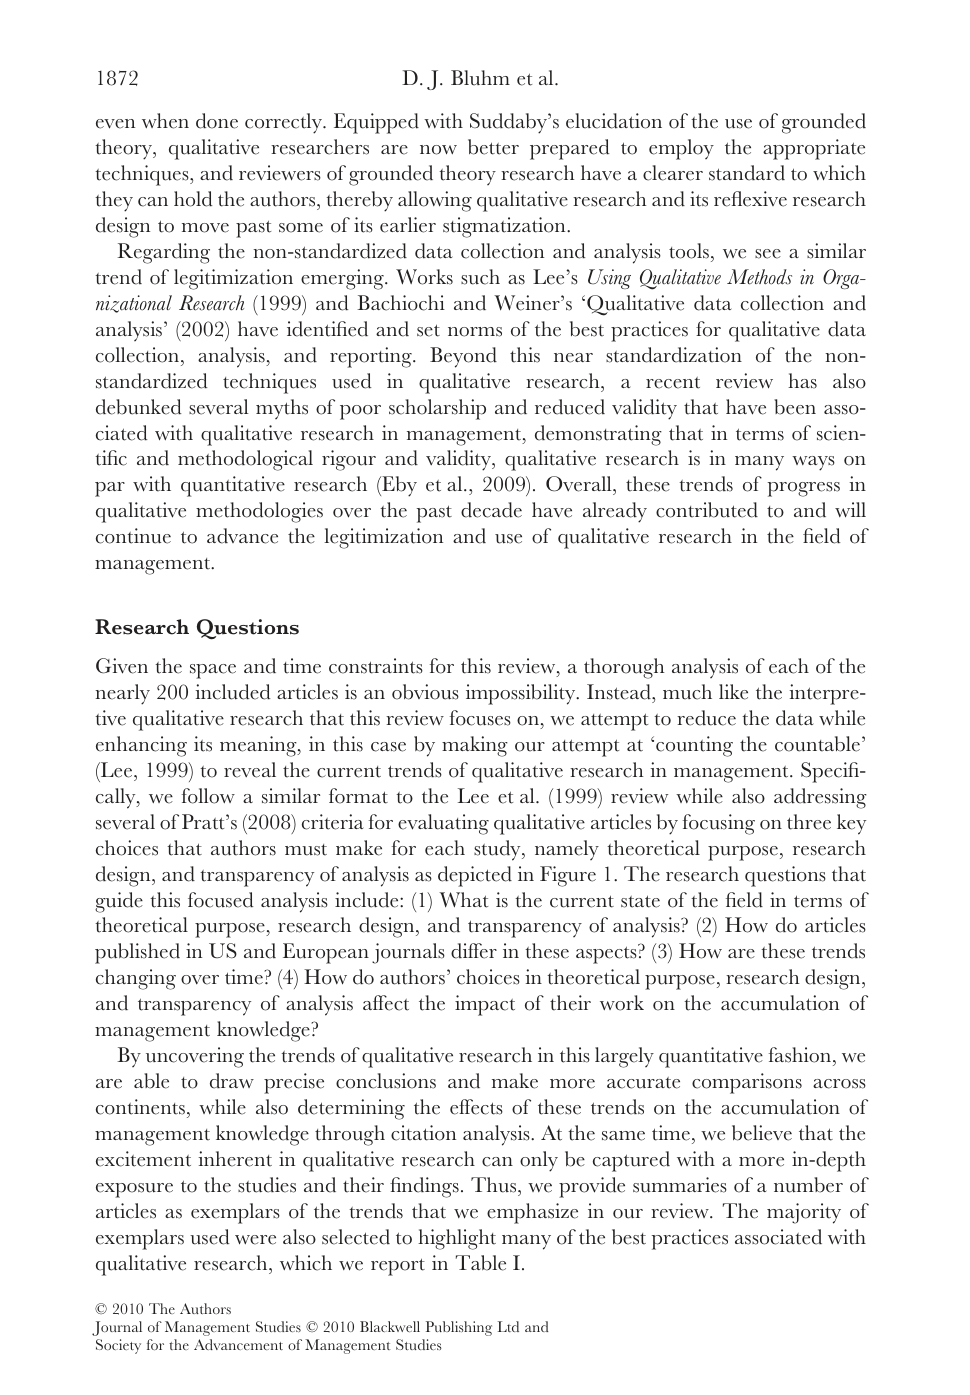 1872
D. J. Bluhm et al.
even when done correctly. Equipped with Suddaby’s elucidation of the use of grounded
theory, qualitative researchers are now better prepared to employ the appropriate
techniques, and reviewers of grounded theory research have a clearer standard to which
they can hold the authors, thereby allowing qualitative research and its reflexive research
design to move past some of its earlier stigmatization.
Regarding the non-standardized data collection and analysis tools, we see a similar
trend of legitimization emerging. Works such as Lee’s Using Qualitative Methods in Orga-
nizational Research (1999) and Bachiochi and Weiner’s ‘Qualitative data collection and
analysis’ (2002) have identified and set norms of the best practices for qualitative data
collection, analysis, and reporting. Beyond this near standardization of the non-
standardized techniques used in qualitative research, a recent review has also
debunked several myths of poor scholarship and reduced validity that have been asso-
ciated with qualitative research in management, demonstrating that in terms of scien-
tific and methodological rigour and validity, qualitative research is in many ways on
par with quantitative research (Eby et al., 2009). Overall, these trends of progress in
qualitative methodologies over the past decade have already contributed to and will
continue to advance the legitimization and use of qualitative research in the field of
management.
Research Questions
Given the space and time constraints for this review, a thorough analysis of each of the
nearly 200 included articles is an obvious impossibility. Instead, much like the interpre-
tive qualitative research that this review focuses on, we attempt to reduce the data while
enhancing its meaning, in this case by making our attempt at ‘counting the countable’
(Lee, 1999) to reveal the current trends of qualitative research in management. Specifi-
cally, we follow a similar format to the Lee et al. (1999) review while also addressing
several of Pratt’s (2008) criteria for evaluating qualitative articles by focusing on three key
choices that authors must make for each study, namely theoretical purpose, research
design, and transparency of analysis as depicted in Figure 1. The research questions that
guide this focused analysis include: (1) What is the current state of the field in terms of
theoretical purpose, research design, and transparency of analysis? (2) How do articles
published in US and European journals differ in these aspects? (3) How are these trends
changing over time? (4) How do authors’ choices in theoretical purpose, research design,
and transparency of analysis affect the impact of their work on the accumulation of
management knowledge?
By uncovering the trends of qualitative research in this largely quantitative fashion, we
are able to draw precise conclusions and make more accurate comparisons across
continents, while also determining the effects of these trends on the accumulation of
management knowledge through citation analysis. At the same time, we believe that the
excitement inherent in qualitative research can only be captured with a more in-depth
exposure to the studies and their findings. Thus, we provide summaries of a number of
articles as exemplars of the trends that we emphasize in our review. The majority of
exemplars used were also selected to highlight many of the best practices associated with
qualitative research, which we report in Table I.
© 2010 The Authors
Journal of Management Studies © 2010 Blackwell Publishing Ltd and
Society for the Advancement of Management Studies